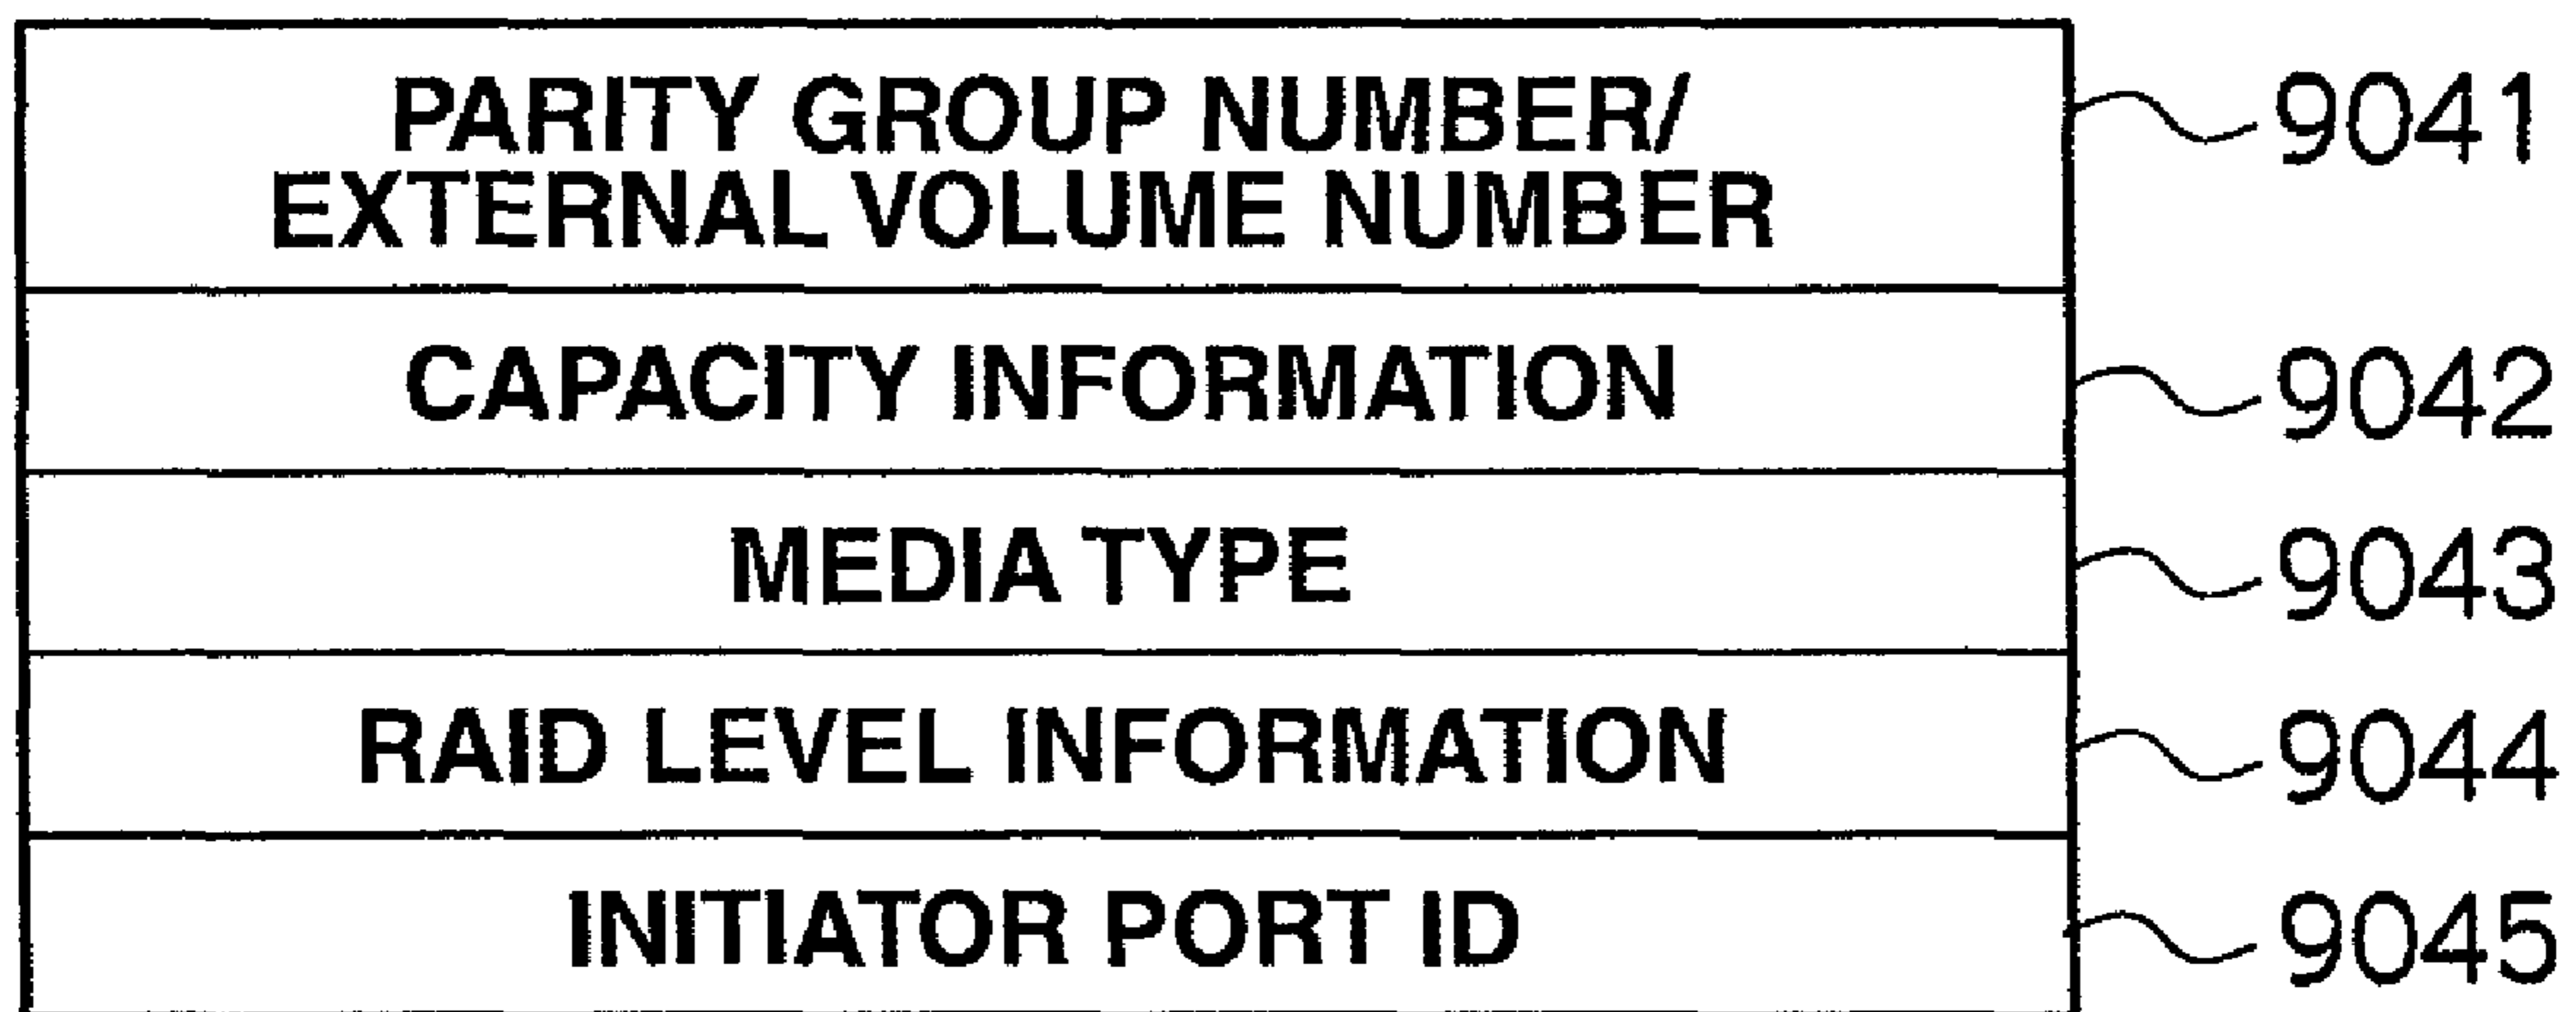 PARITY GROUP NUMBER/ 9041
EXTERNAL VOLUME NUMBER
CAPACITY INFORMATION 9042
MEDIA TYPE 9043
RAID LEVEL INFORMATION 9044
INITIATOR PORT ID 9045